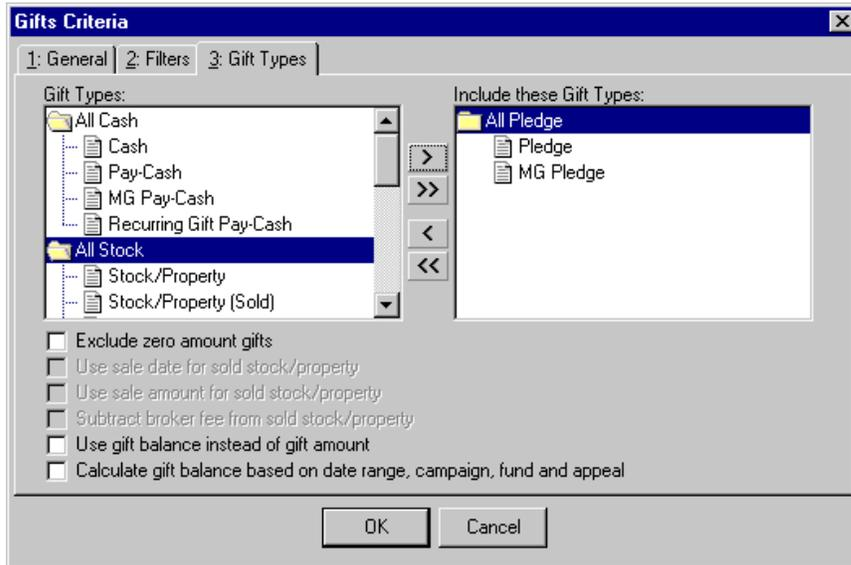 Gifts Criteria
1: General 2: Filters 3: Gift Types
Gift Types:
All Cash
Cash
Pay-Cash
MG Pay-Cash
Recurring Gift Pay-Cash
All Stock
Stock/Property
Stock/Property (Sold)
>
>>
<
<<
Include these Gift Types:
All Pledge
Pledge
MG Pledge
Exclude zero amount gifts
Use sale date for sold stock/property
Use sale amount for sold stock/property
Subtract broker fee from sold stock/property
Use gift balance instead of gift amount
Calculate gift balance based on date range, campaign, fund and appeal
OK Cancel